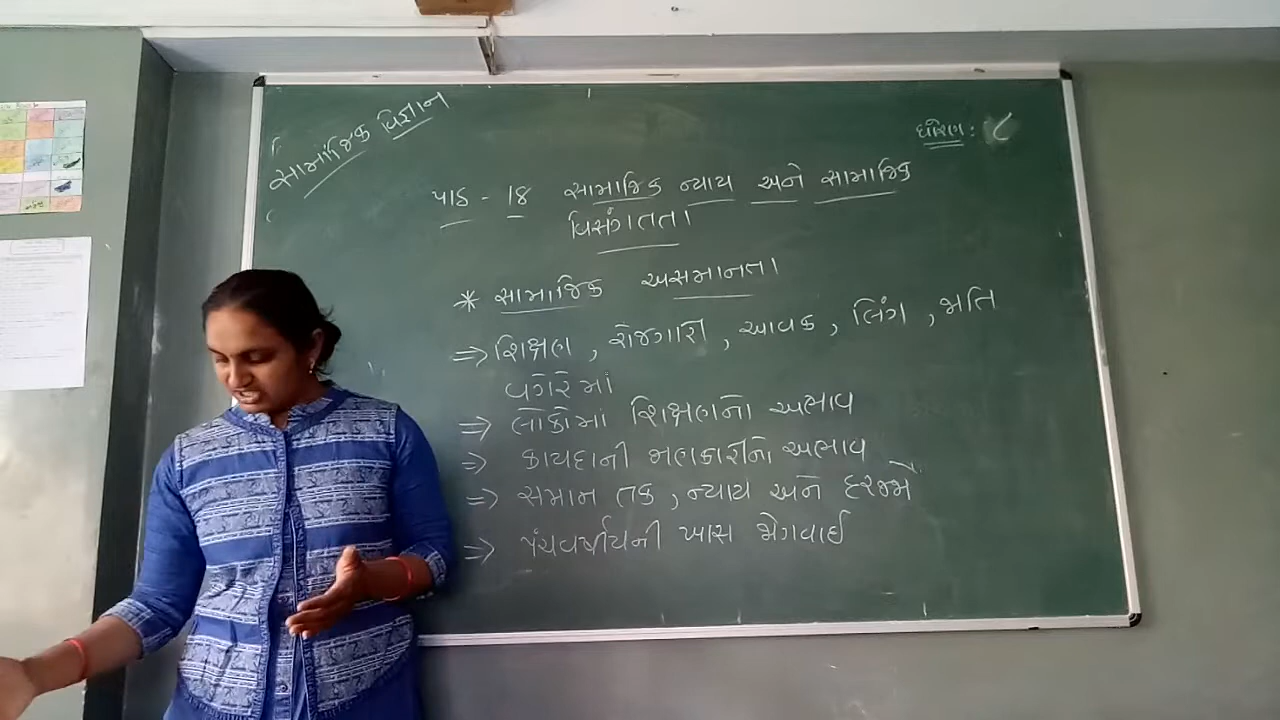 સામાજિક વિજ્ઞાન
ધોરણ : ૮
પાઠ - ૧૪ સામાજિક ન્યાય અને સામાજિક
વિસંગતતા
* સામાજિક અસમાનતા
⇒ શિક્ષણ , રોજગારી , આવક , લિંગ , જાતિ
વગેરેમાં
⇒ લોકોમાં શિક્ષણનો અભાવ
⇒ કાયદાની જાણકારીનો અભાવ
⇒ સમાન તક , ન્યાય અને દરજ્જો
⇒ પંચવર્ષીયની ખાસ જોગવાઈ